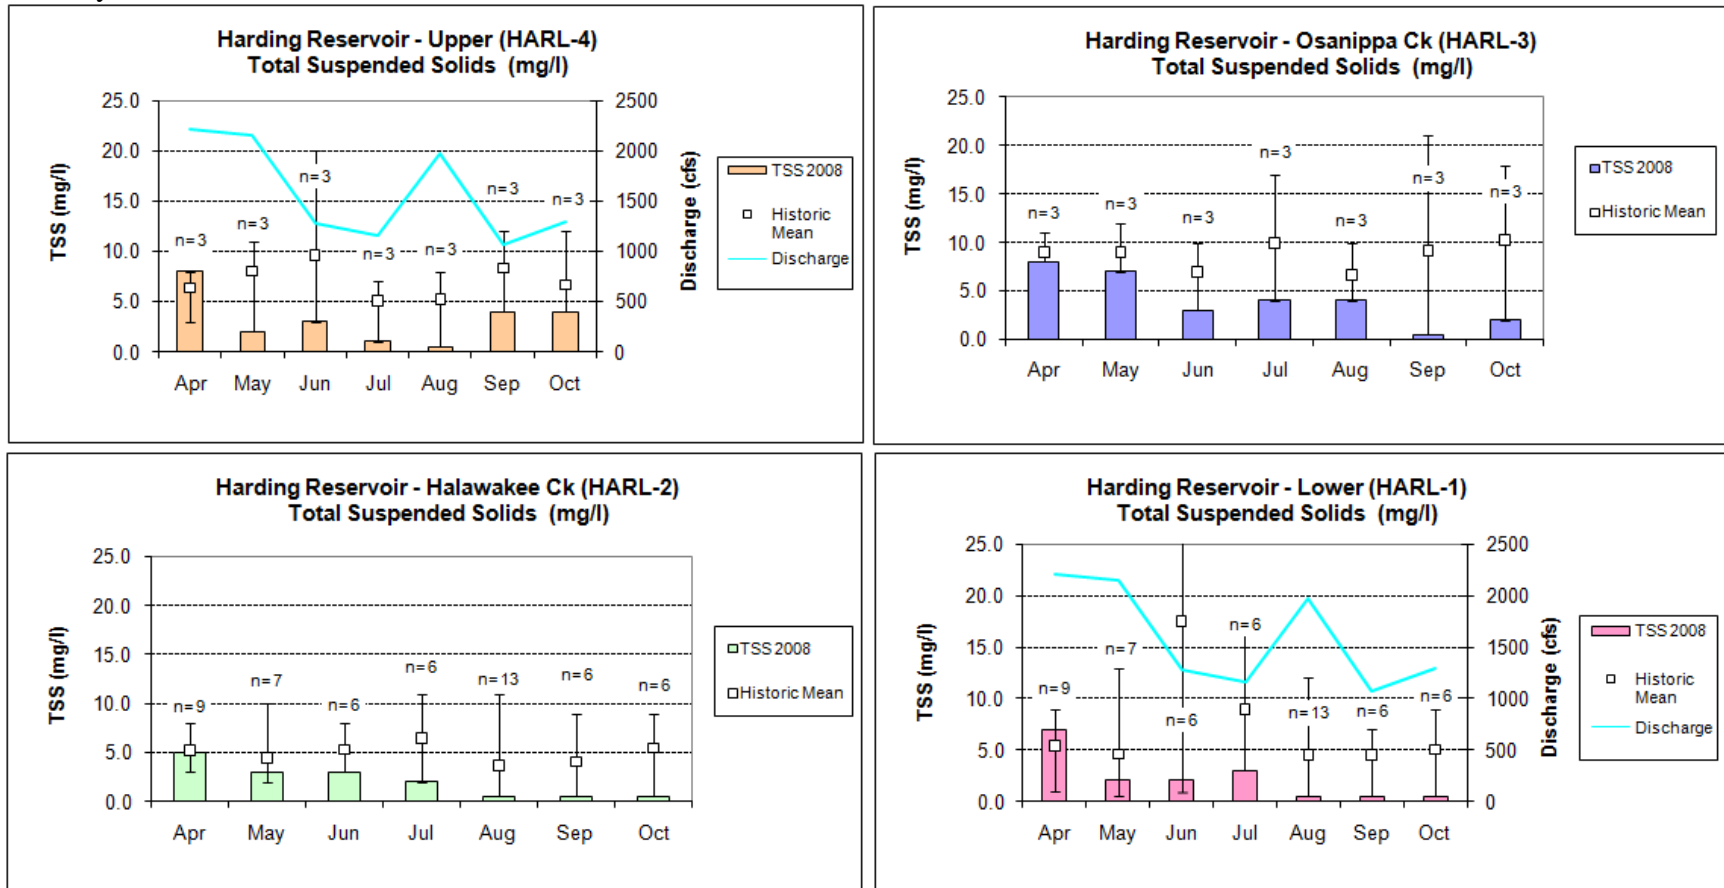 Harding Reservoir - Upper (HARL-4)
Total Suspended Solids (mg/l)
25.0
20.0
15.0
10.0
5.0
0.0
TSS (mg/l)
2500
2000
1500
1000
500
0
Discharge (cfs)
n=3
n=3
n=3
n=3
n=3
n=3
n=3
Apr May Jun Jul Aug Sep Oct
TSS 2008
Historic
Mean
Discharge
Harding Reservoir - Osanippa Ck (HARL-3)
Total Suspended Solids (mg/l)
25.0
20.0
15.0
10.0
5.0
0.0
TSS (mg/l)
n=3
n=3
n=3
n=3
n=3
n=3
n=3
Apr May Jun Jul Aug Sep Oct
TSS 2008
Historic Mean
Harding Reservoir - Halawakee Ck (HARL-2)
Total Suspended Solids (mg/l)
25.0
20.0
15.0
10.0
5.0
0.0
TSS (mg/l)
n=9
n=7
n=6
n=6
n=13
n=6
n=6
Apr May Jun Jul Aug Sep Oct
TSS 2008
Historic Mean
Harding Reservoir - Lower (HARL-1)
Total Suspended Solids (mg/l)
25.0
20.0
15.0
10.0
5.0
0.0
TSS (mg/l)
2500
2000
1500
1000
500
0
Discharge (cfs)
n=9
n=7
n=6
n=6
n=13
n=6
n=6
Apr May Jun Jul Aug Sep Oct
TSS 2008
Historic
Mean
Discharge